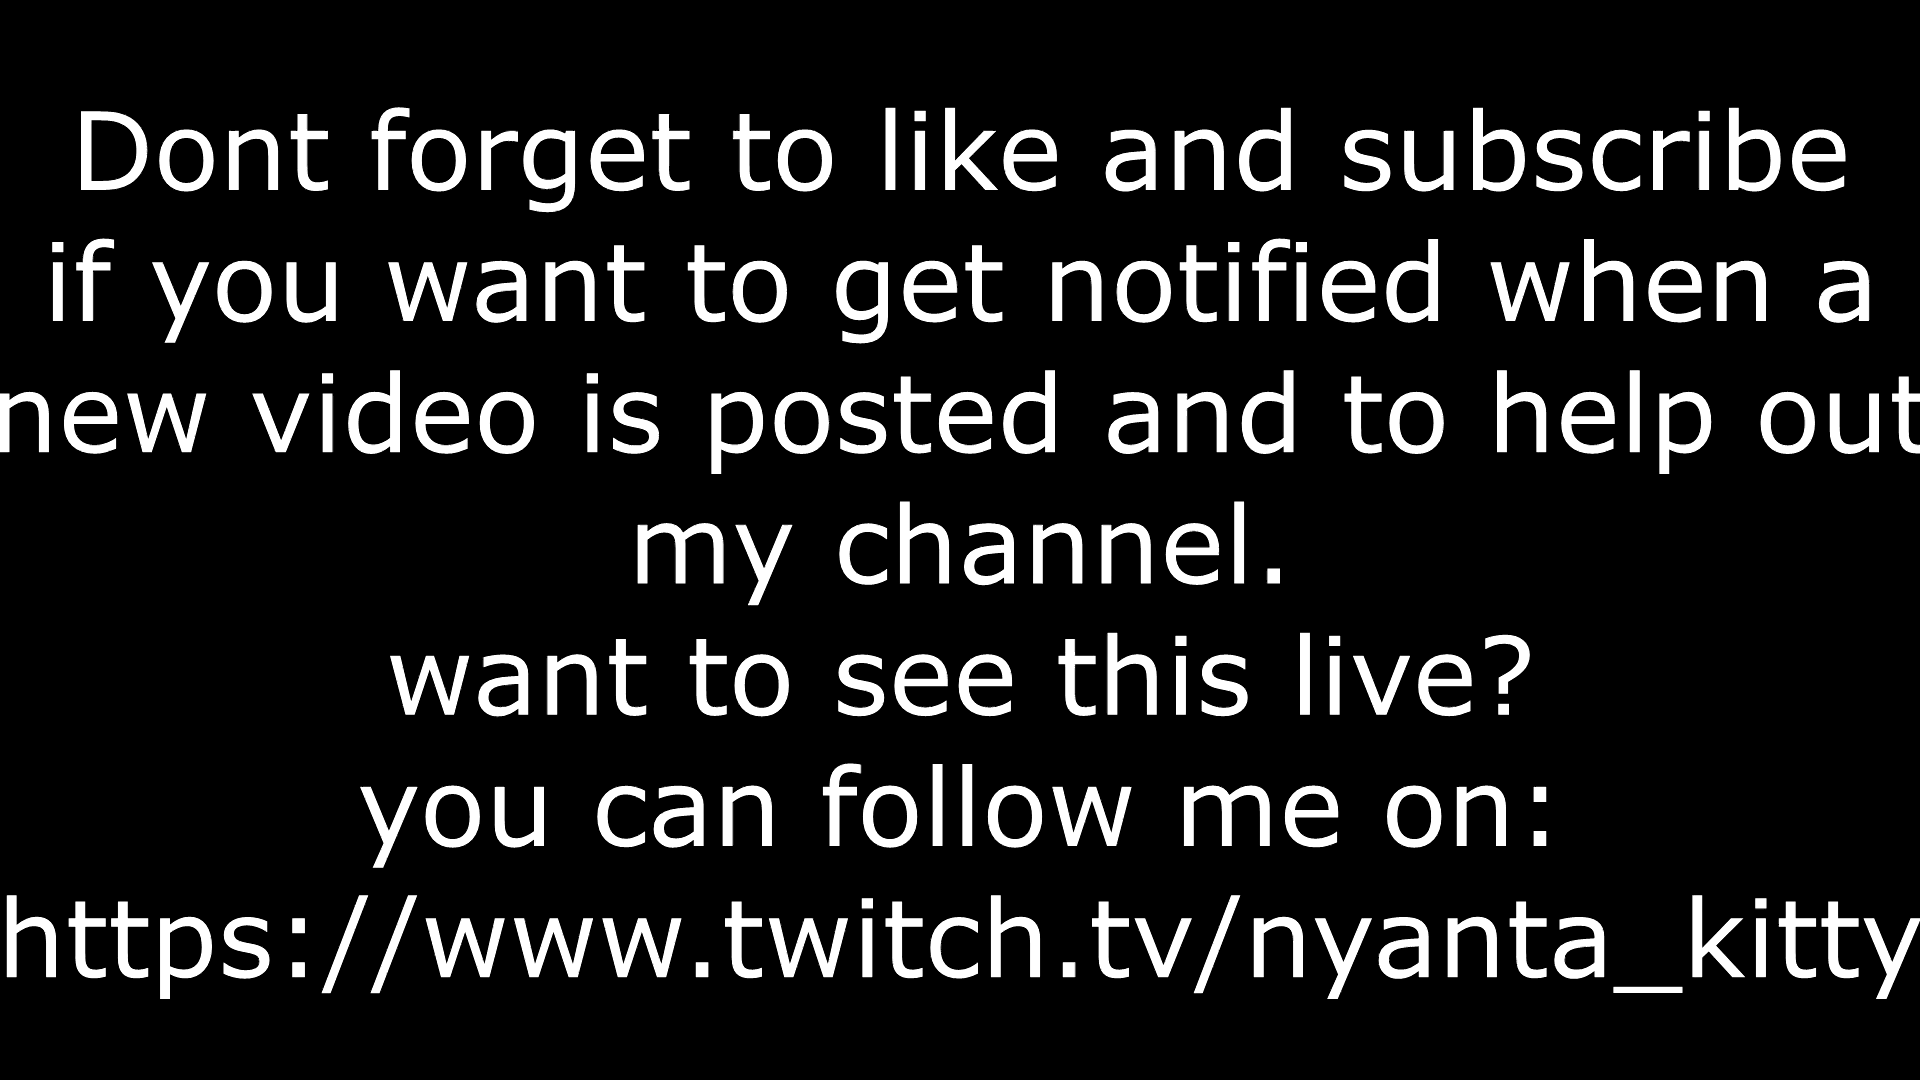 Dont forget to like and subscribe
if you want to get notified when a
new video is posted and to help out
my channel.
want to see this live?
you can follow me on:
https://www.twitch.tv/nyanta_kitty